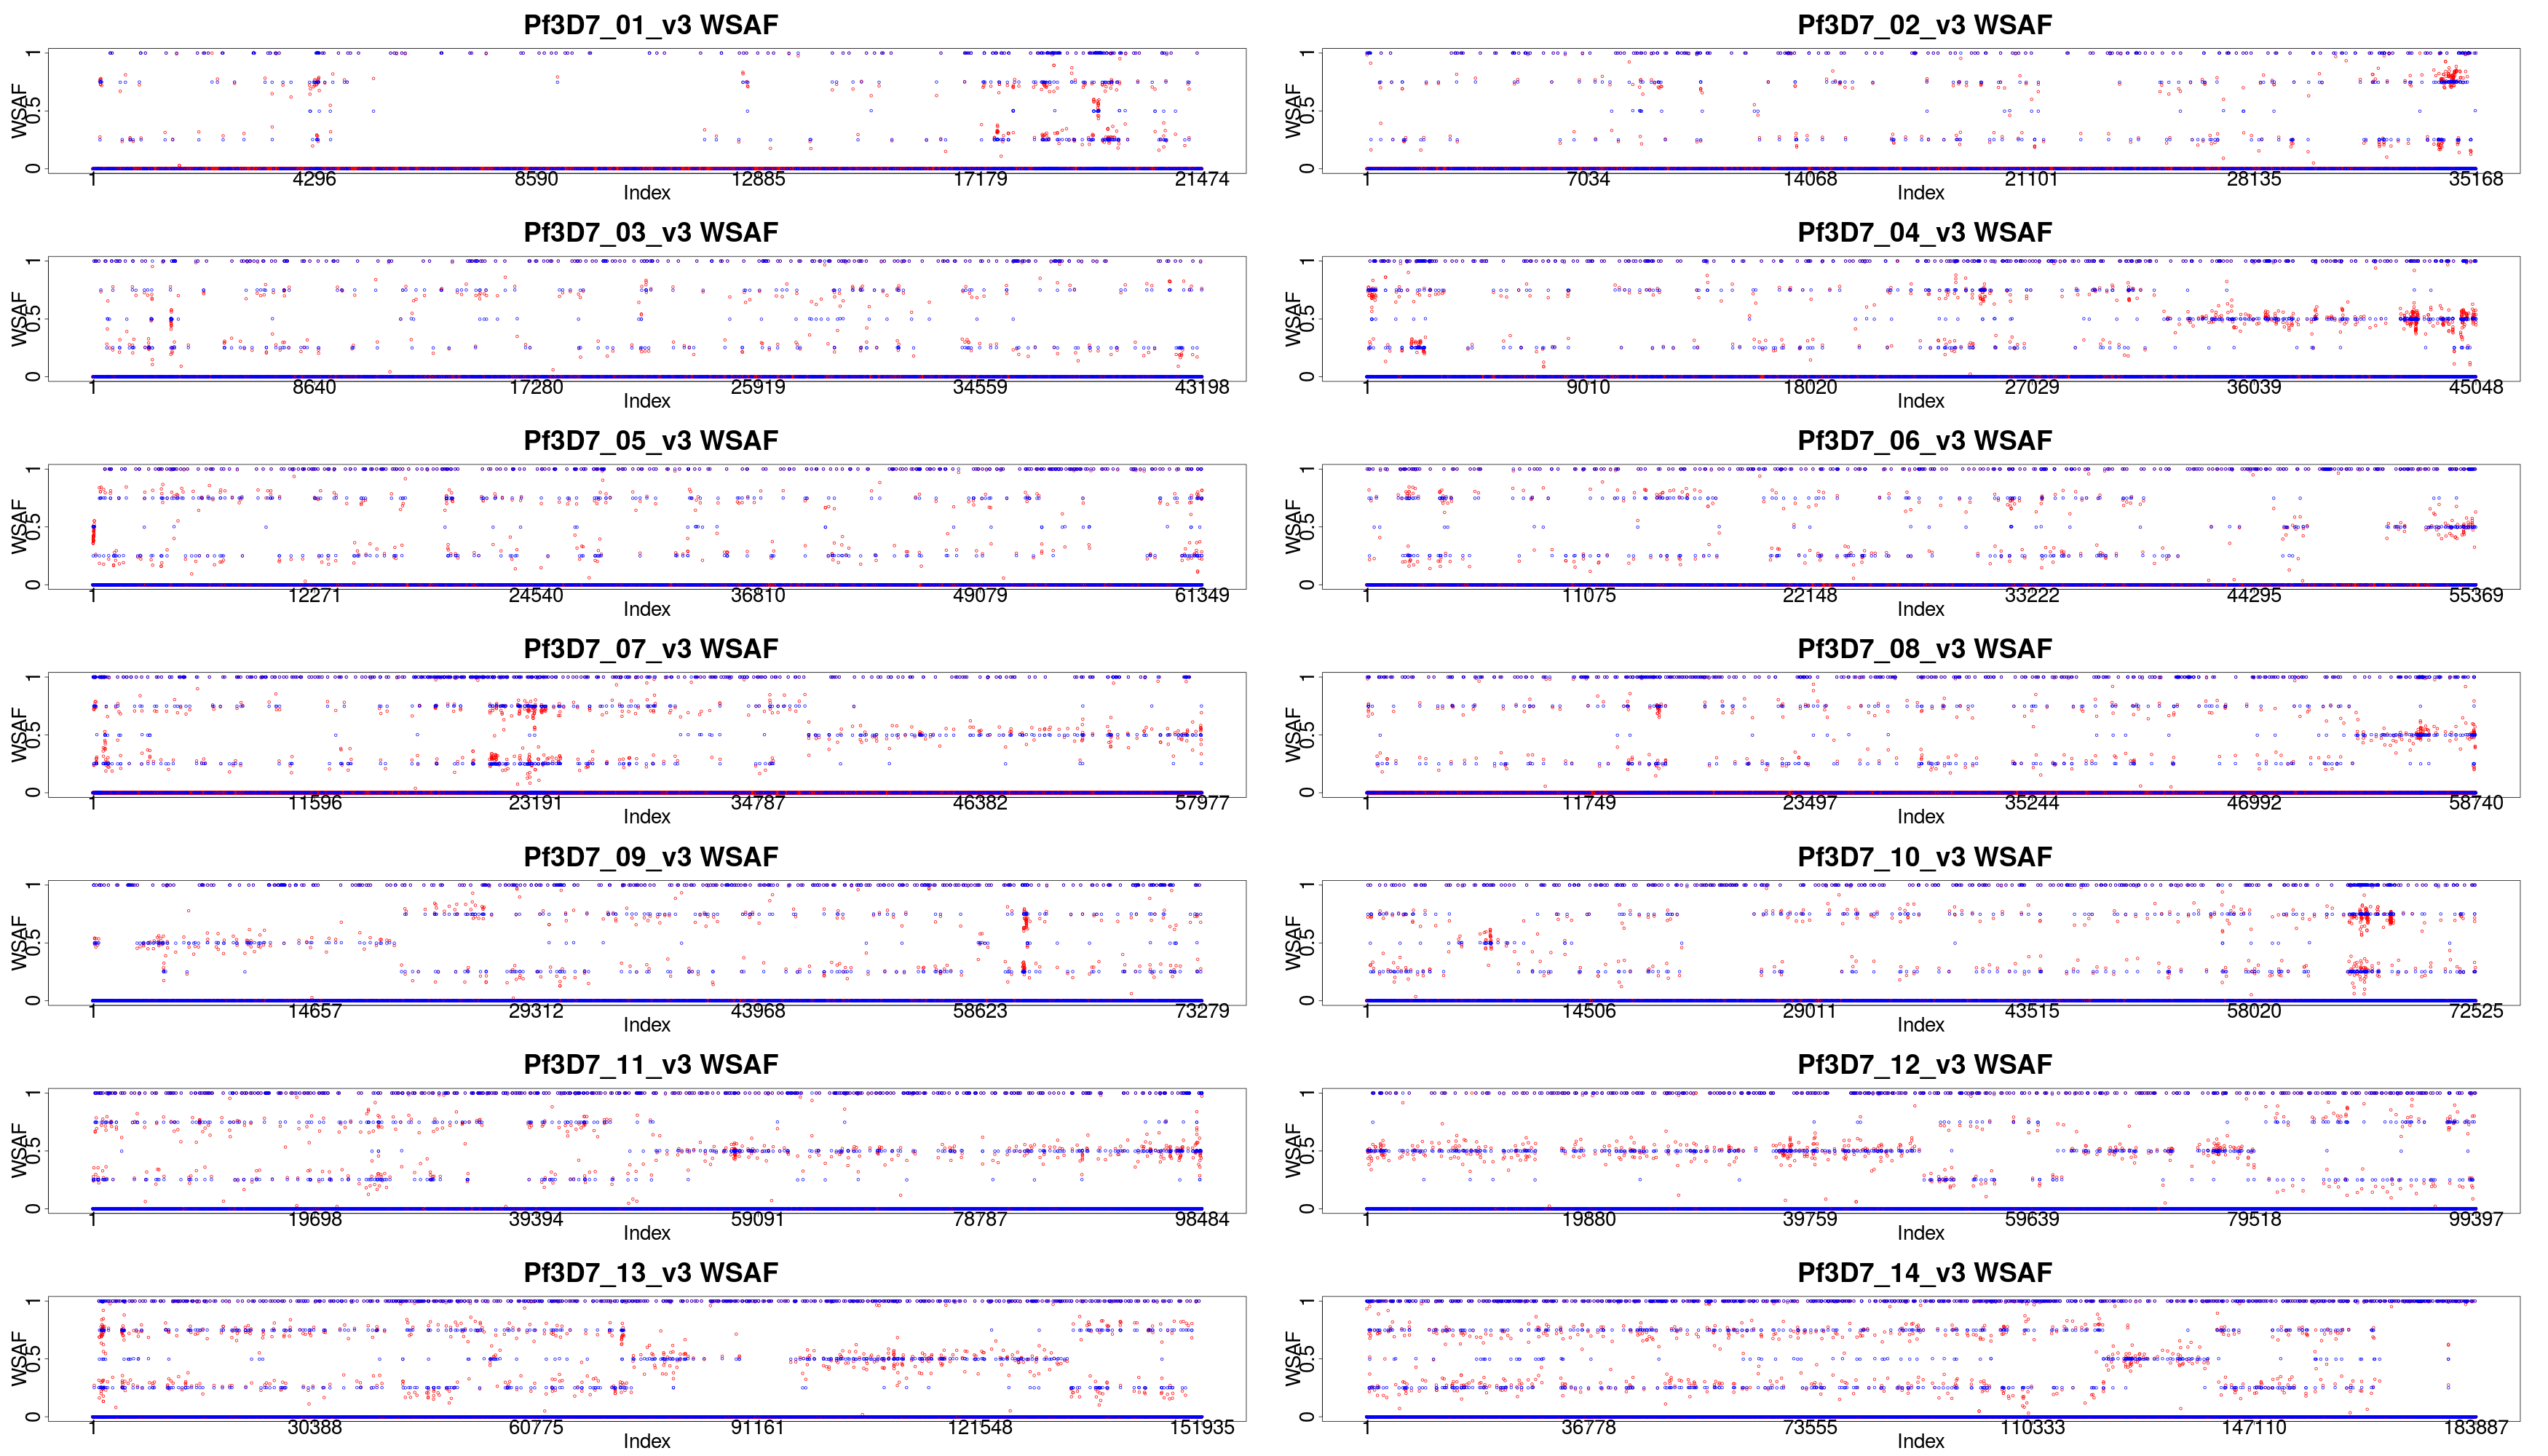 Pf3D7_01_v3 WSAF
WSAF
1
0.5
0
1 4296 8590 12885 17179 21474
Index
Pf3D7_02_v3 WSAF
WSAF
1
0.5
0
1 7034 14068 21101 28135 35168
Index
Pf3D7_03_v3 WSAF
WSAF
1
0.5
0
1 8640 17280 25919 34559 43198
Index
Pf3D7_04_v3 WSAF
WSAF
1
0.5
0
1 9010 18020 27029 36039 45048
Index
Pf3D7_05_v3 WSAF
WSAF
1
0.5
0
1 12271 24540 36810 49079 61349
Index
Pf3D7_06_v3 WSAF
WSAF
1
0.5
0
1 11075 22148 33222 44295 55369
Index
Pf3D7_07_v3 WSAF
WSAF
1
0.5
0
1 11596 23191 34787 46382 57977
Index
Pf3D7_08_v3 WSAF
WSAF
1
0.5
0
1 11749 23497 35244 46992 58740
Index
Pf3D7_09_v3 WSAF
WSAF
1
0.5
0
1 14657 29312 43968 58623 73279
Index
Pf3D7_10_v3 WSAF
WSAF
1
0.5
0
1 14506 29011 43515 58020 72525
Index
Pf3D7_11_v3 WSAF
WSAF
1
0.5
0
1 19698 39394 59091 78787 98484
Index
Pf3D7_12_v3 WSAF
WSAF
1
0.5
0
1 19880 39759 59639 79518 99397
Index
Pf3D7_13_v3 WSAF
WSAF
1
0.5
0
1 30388 60775 91161 121548 151935
Index
Pf3D7_14_v3 WSAF
WSAF
1
0.5
0
1 36778 73555 110333 147110 183887
Index